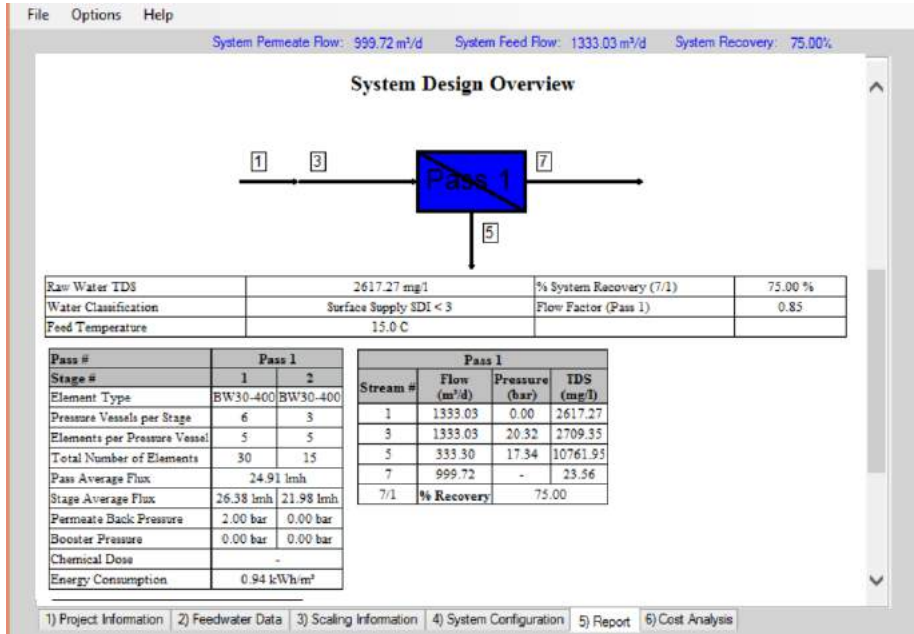 File Options Help
System Permeate Flow: 999.72 m³/d System Feed Flow: 1333.03 m³/d System Recovery: 75.00%
System Design Overview
1 3 Pass 1 7
5
Raw Water TDS 2617.27 mg/l % System Recovery (7/1) 75.00 %
Water Classification Surface Supply SDI < 3 Flow Factor (Pass 1) 0.85
Feed Temperature 15.0 C
Pass # Pass 1
Stage # 1 2
Element Type BW30-400 BW30-400
Pressure Vessels per Stage 6 3
Elements per Pressure Vessel 5 5
Total Number of Elements 30 15
Pass Average Flux 24.91 lmh
Stage Average Flux 26.38 lmh 21.98 lmh
Permeate Back Pressure 2.00 bar 0.00 bar
Booster Pressure 0.00 bar 0.00 bar
Chemical Dose -
Energy Consumption 0.94 kWh/m³
Pass 1
Stream # Flow (m³/d) Pressure (bar) TDS (mg/l)
1 1333.03 0.00 2617.27
3 1333.03 20.32 2709.35
5 333.30 17.34 10761.95
7 999.72 - 23.56
7/1 % Recovery 75.00
1) Project Information 2) Feedwater Data 3) Scaling Information 4) System Configuration 5) Report 6) Cost Analysis